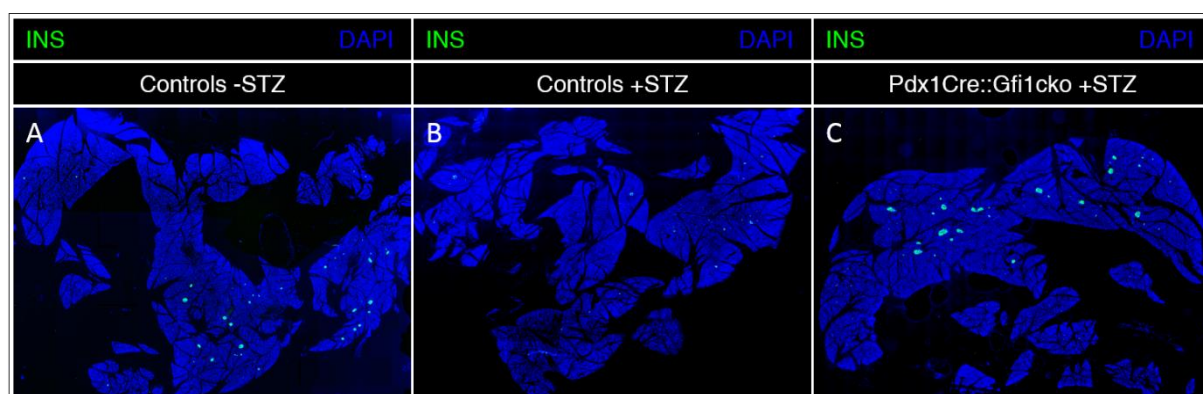 INS DAPI INS DAPI INS DAPI
Controls -STZ Controls +STZ Pdx1Cre::Gfi1cko +STZ
A B C